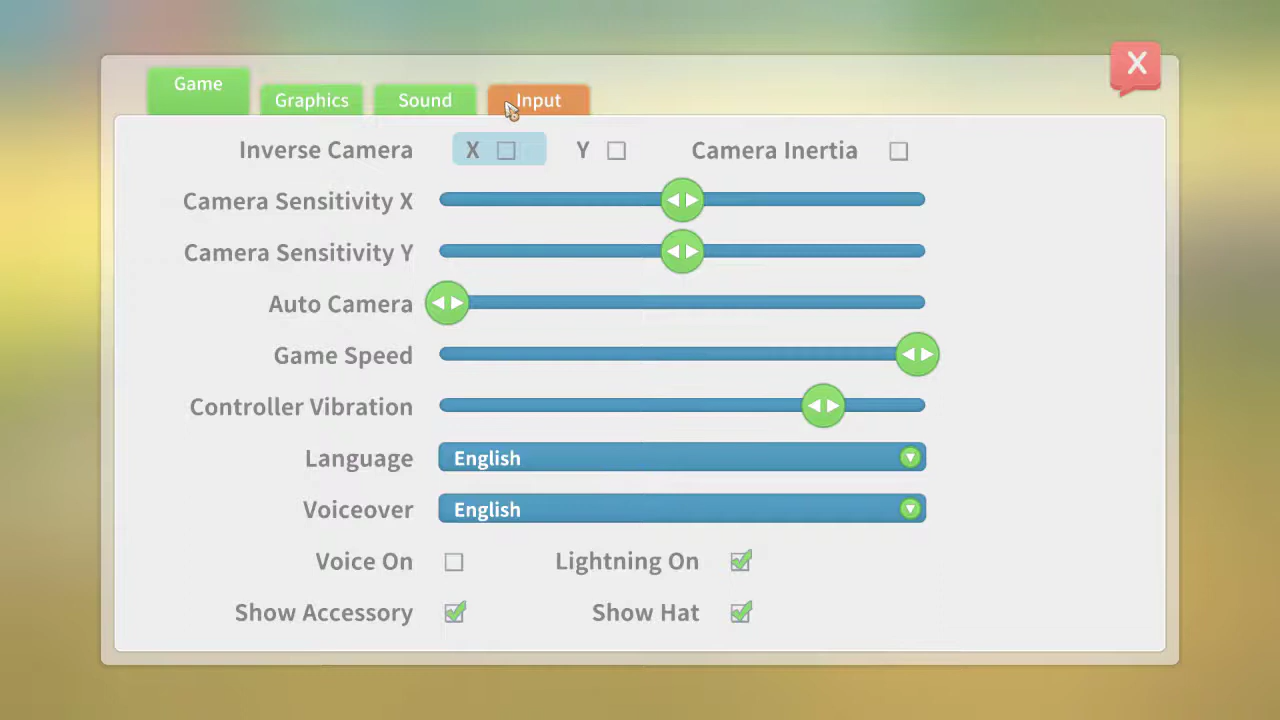 Game
Graphics
Sound
Input
X
Inverse Camera X Y Camera Inertia
Camera Sensitivity X
Camera Sensitivity Y
Auto Camera
Game Speed
Controller Vibration
Language English
Voiceover English
Voice On Lightning On
Show Accessory Show Hat